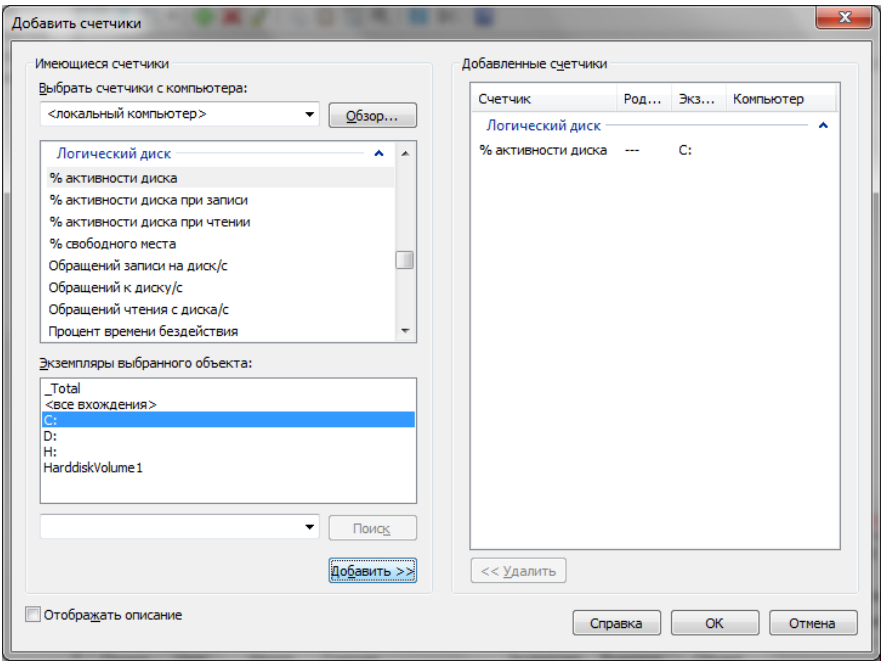 Добавить счетчики
Имеющиеся счетчики
Выбрать счетчики с компьютера:
<локальный компьютер>
Обзор...
Логический диск
% активности диска
% активности диска при записи
% активности диска при чтении
% свободного места
Обращений записи на диск/с
Обращений к диску/с
Обращений чтения с диска/с
Процент времени бездействия
Экземпляры выбранного объекта:
_Total
<все вхождения>
C:
D:
H:
HarddiskVolume1
Поиск
Добавить >>
Отображать описание
Добавленные счетчики
Счетчик Род... Экз... Компьютер
Логический диск
% активности диска --- C:
<< Удалить
Справка OK Отмена